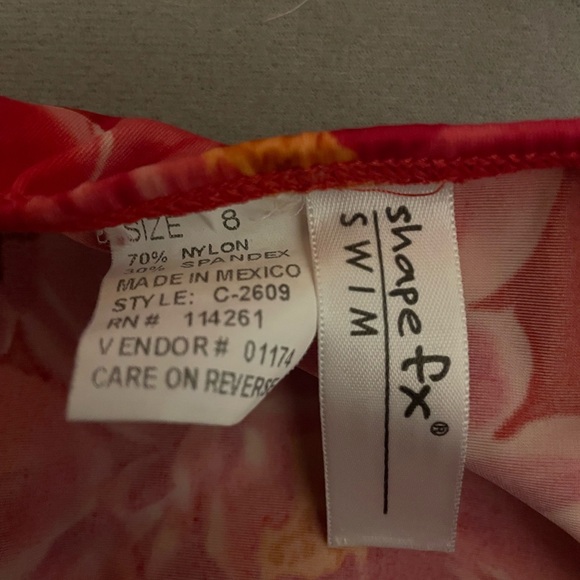 SIZE 8
70% NYLON
30% SPANDEX
MADE IN MEXICO
STYLE: C-2609
RN# 114261
VENDOR# 01174
CARE ON REVERSE
shape fx®
SWIM